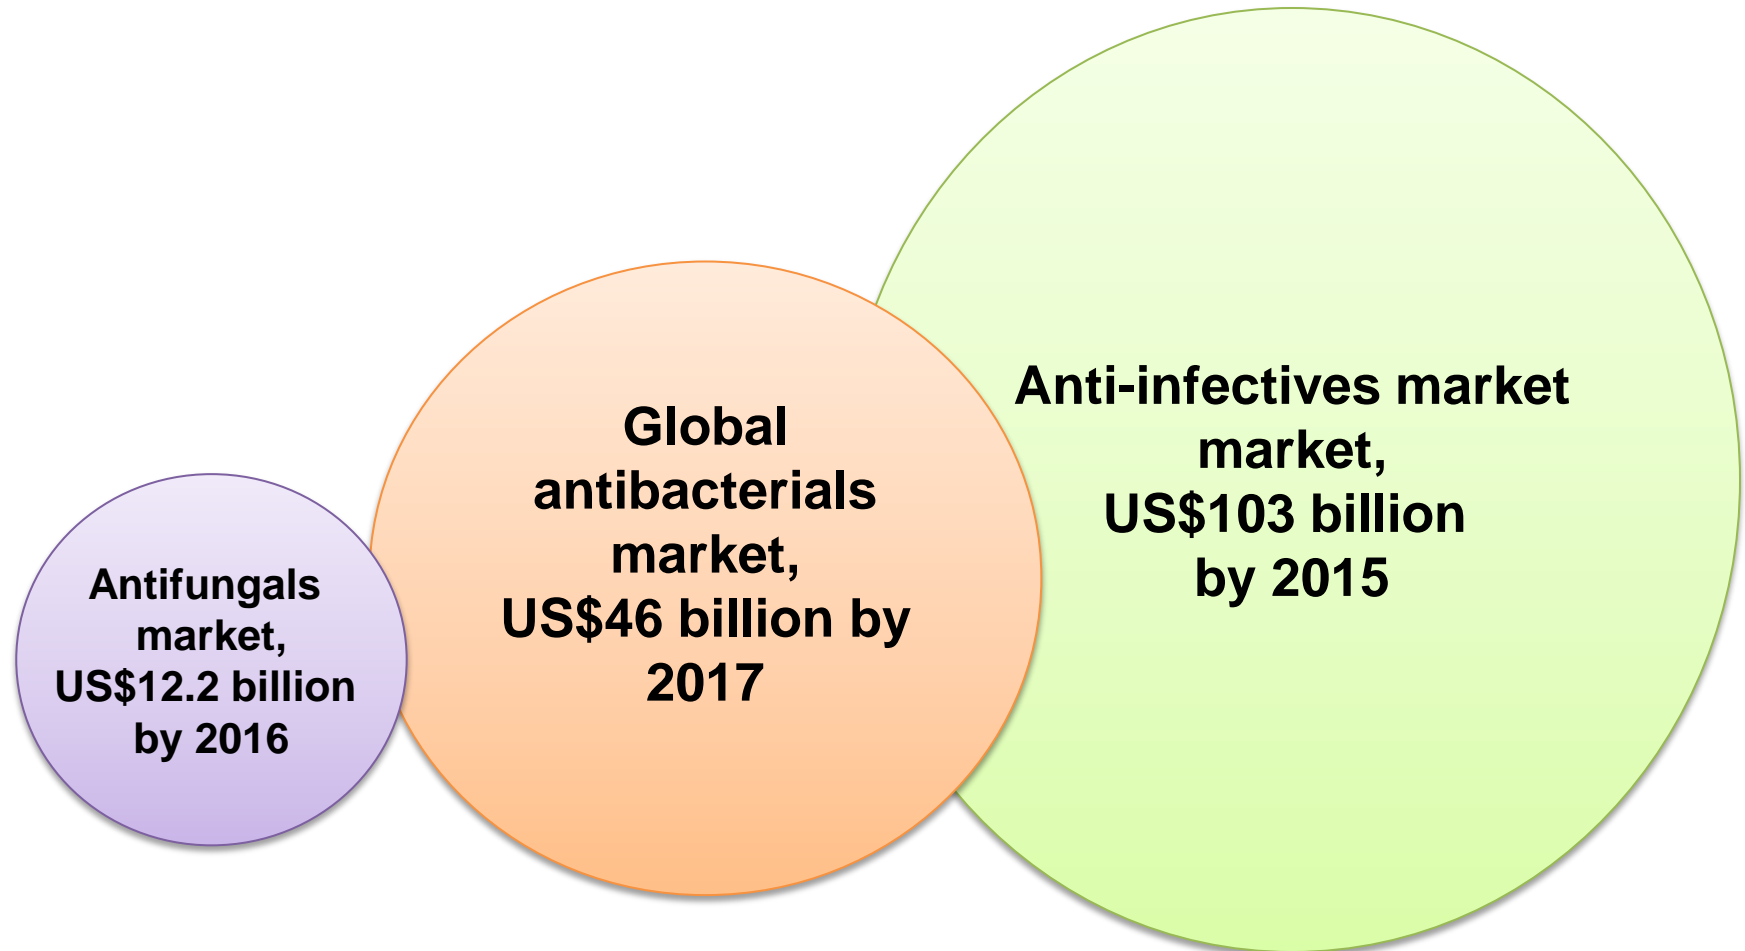 Antifungals
market,
US$12.2 billion
by 2016
Global
antibacterials
market,
US$46 billion by
2017
Anti-infectives market
market,
US$103 billion
by 2015